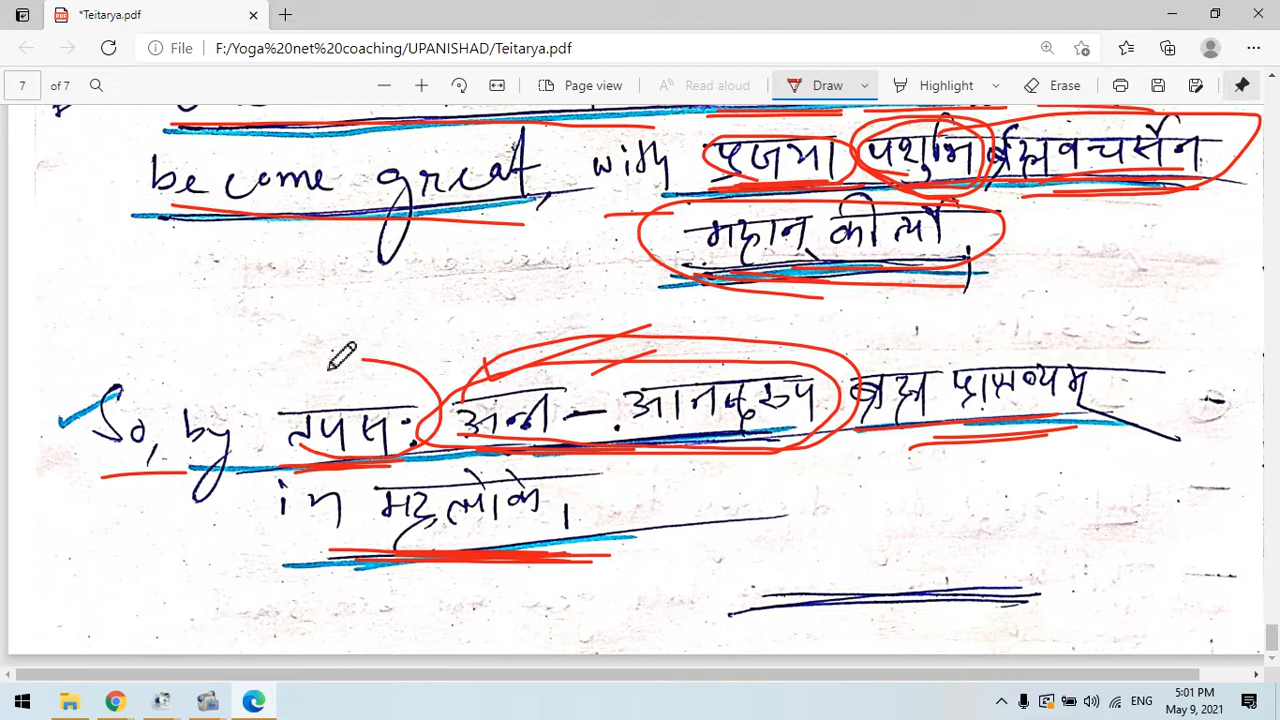 *Teitarya.pdf
File F:/Yoga%20net%20coaching/UPANISHAD/Teitarya.pdf
7 of 7 Page view Read aloud Draw Highlight Erase
become great, with प्रजया पशुभि र्ब्रह्मवर्चसेन
महान् कीर्त्या
So, by तपस: अन्न - आनन्दरूप ब्रह्म प्राप्तव्यम्
in
ENG 5:01 PM
May 9, 2021